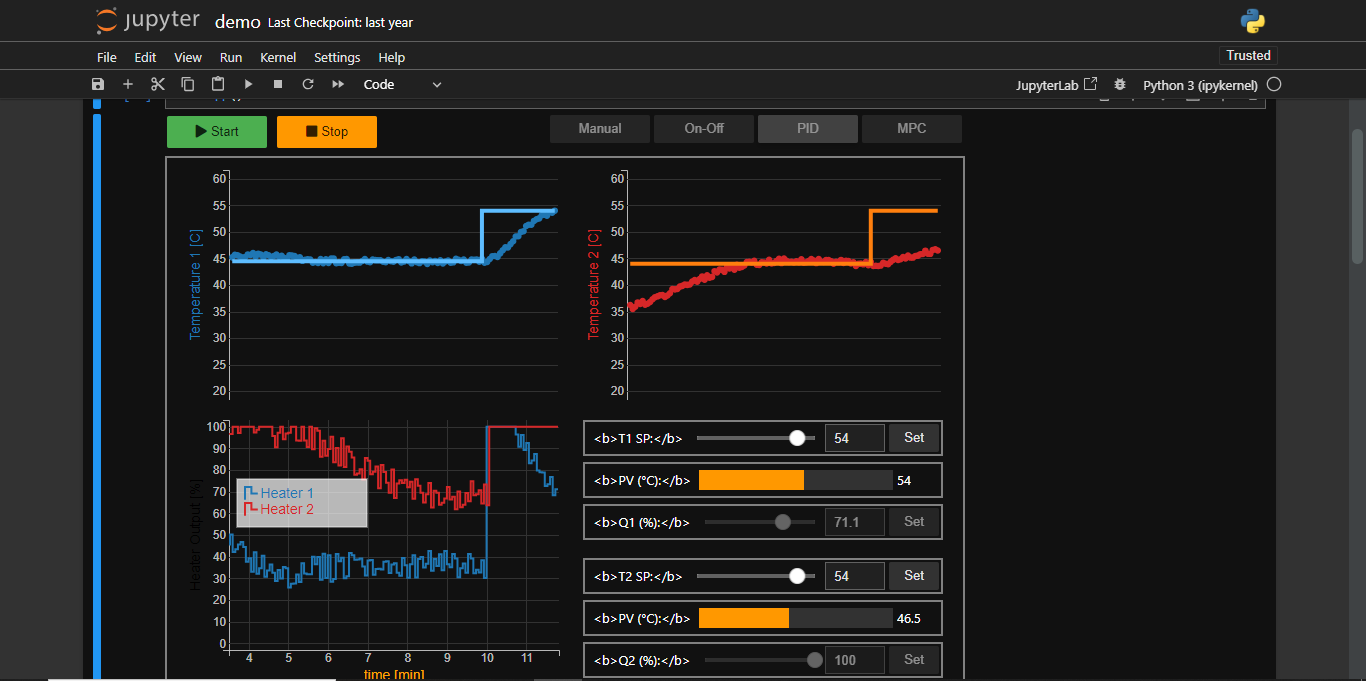 jupyter demo Last Checkpoint: last year
File Edit View Run Kernel Settings Help
Trusted
Code
JupyterLab Python 3 (ipykernel)
Start Stop Manual On-Off PID MPC
60
55
50
45
40
35
30
25
20
Temperature 1 [C]
60
55
50
45
40
35
30
25
20
Temperature 2 [C]
100
90
80
70
60
50
40
30
20
10
0
Heater Output [%]
Heater 1
Heater 2
4 5 6 7 8 9 10 11
time [min]
<b>T1 SP:</b> 54 Set
<b>PV (°C):</b> 54
<b>Q1 (%):</b> 71.1 Set
<b>T2 SP:</b> 54 Set
<b>PV (°C):</b> 46.5
<b>Q2 (%):</b> 100 Set